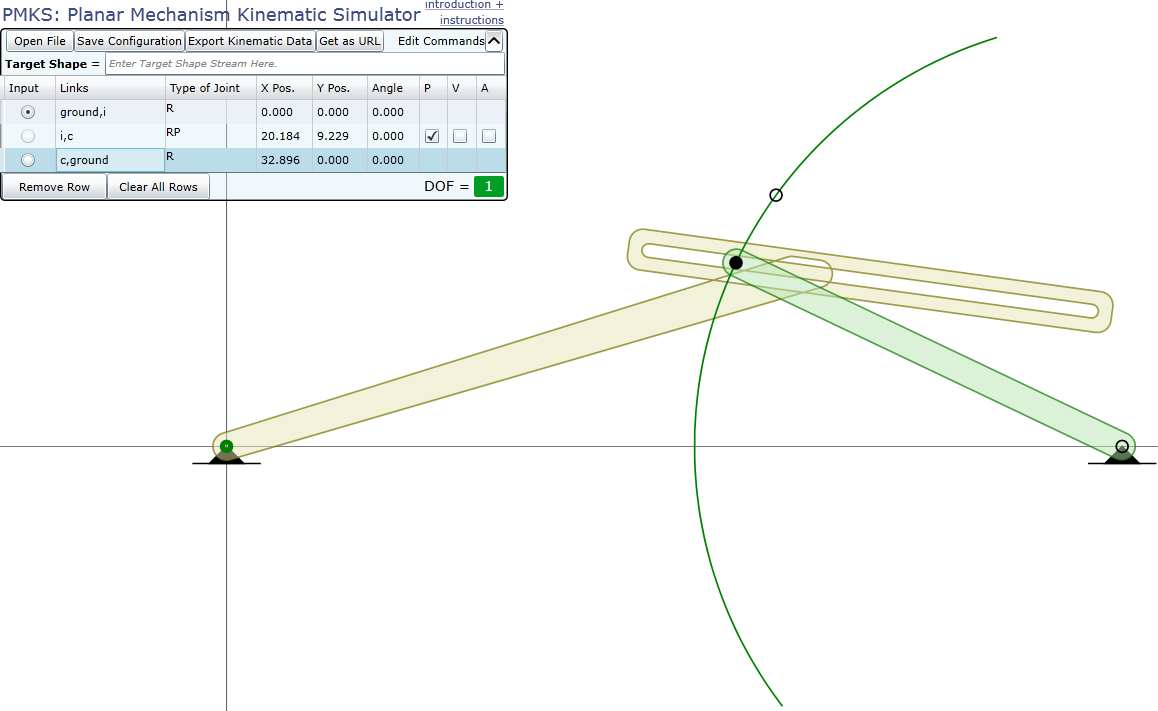 PMKS: Planar Mechanism Kinematic Simulator
introduction +
instructions
Open File Save Configuration Export Kinematic Data Get as URL Edit Commands
Target Shape = Enter Target Shape Stream Here.
Input Links Type of Joint X Pos. Y Pos. Angle P V A
ground,i R 0.000 0.000 0.000
i,c RP 20.184 9.229 0.000
c,ground R 32.896 0.000 0.000
Remove Row Clear All Rows DOF = 1